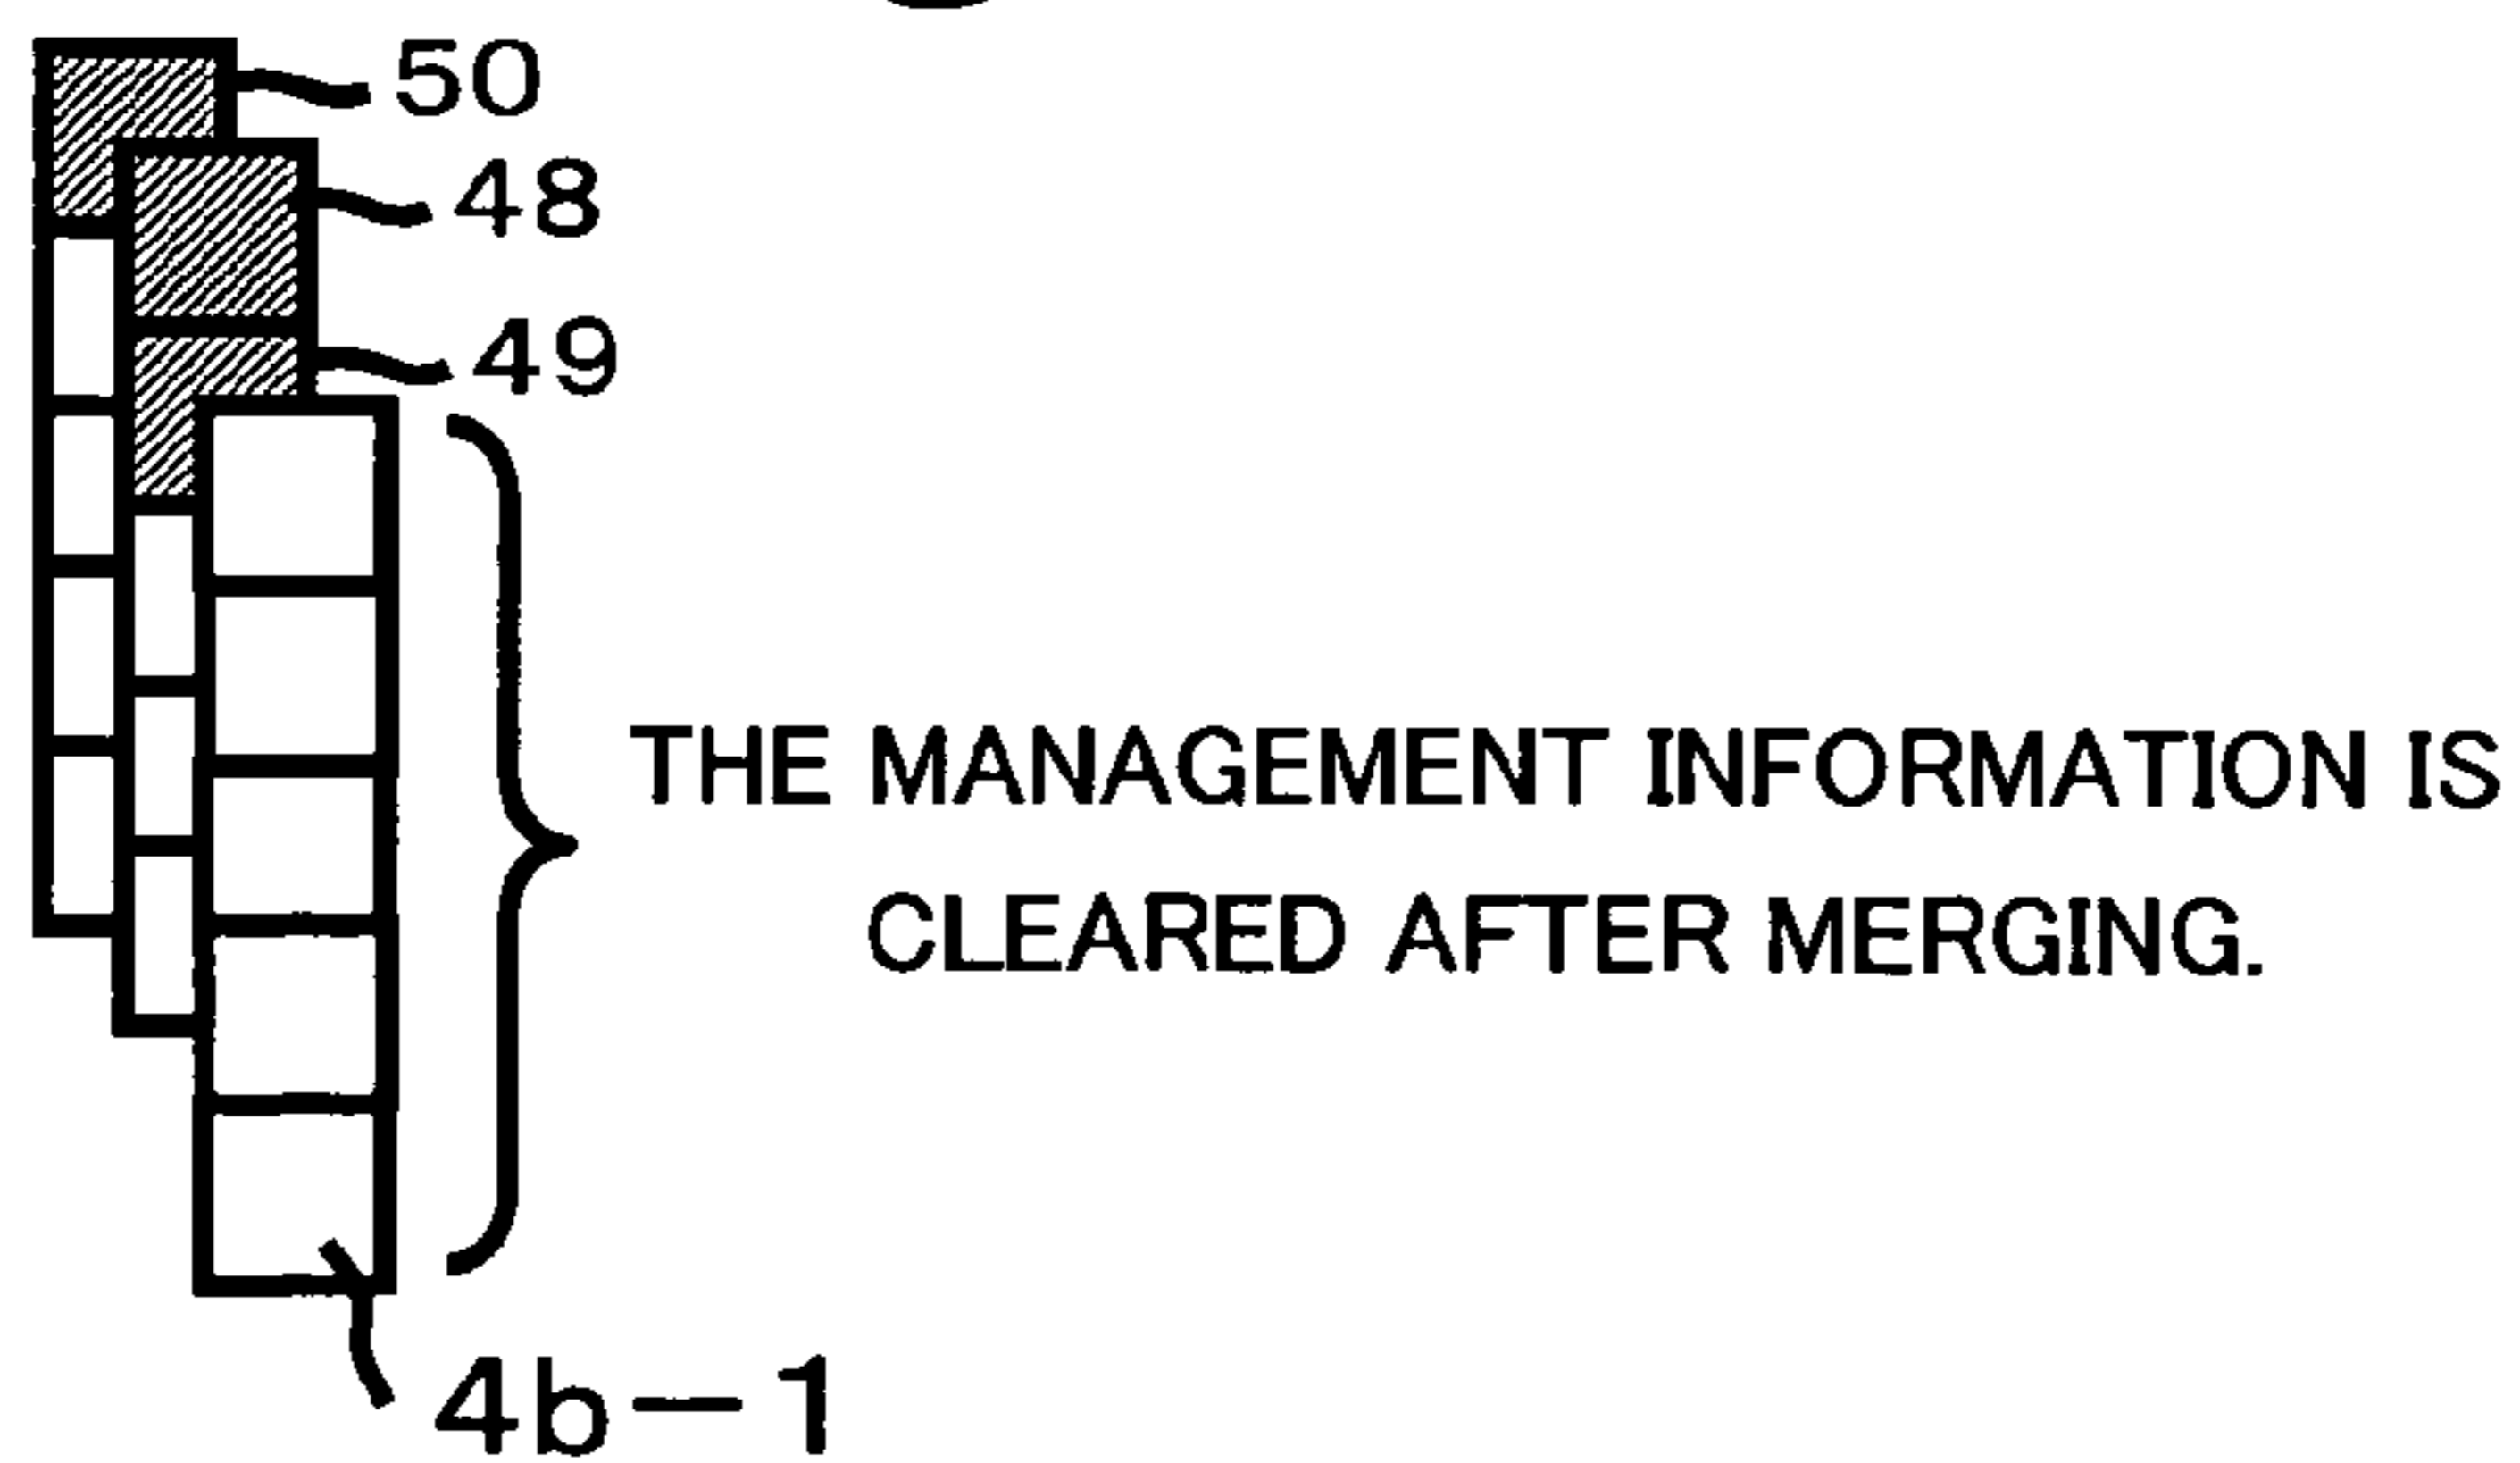 50
48
49
THE MANAGEMENT INFORMATION IS
CLEARED AFTER MERGING.
4b-1